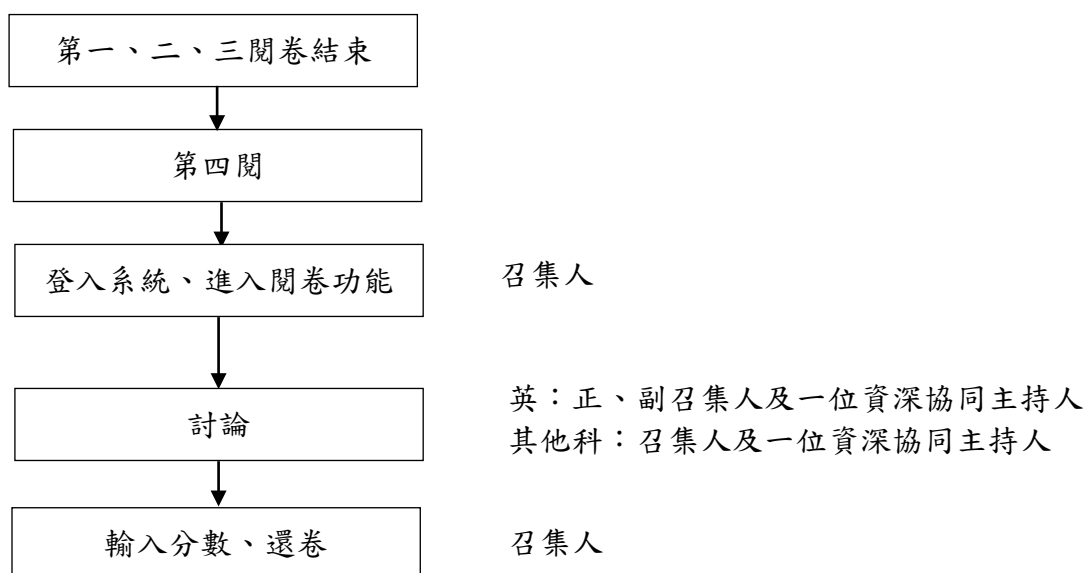 第一、二、三閱卷結束
第四閱
登入系統、進入閱卷功能
召集人
討論
英：正、副召集人及一位資深協同主持人
其他科：召集人及一位資深協同主持人
輸入分數、還卷
召集人